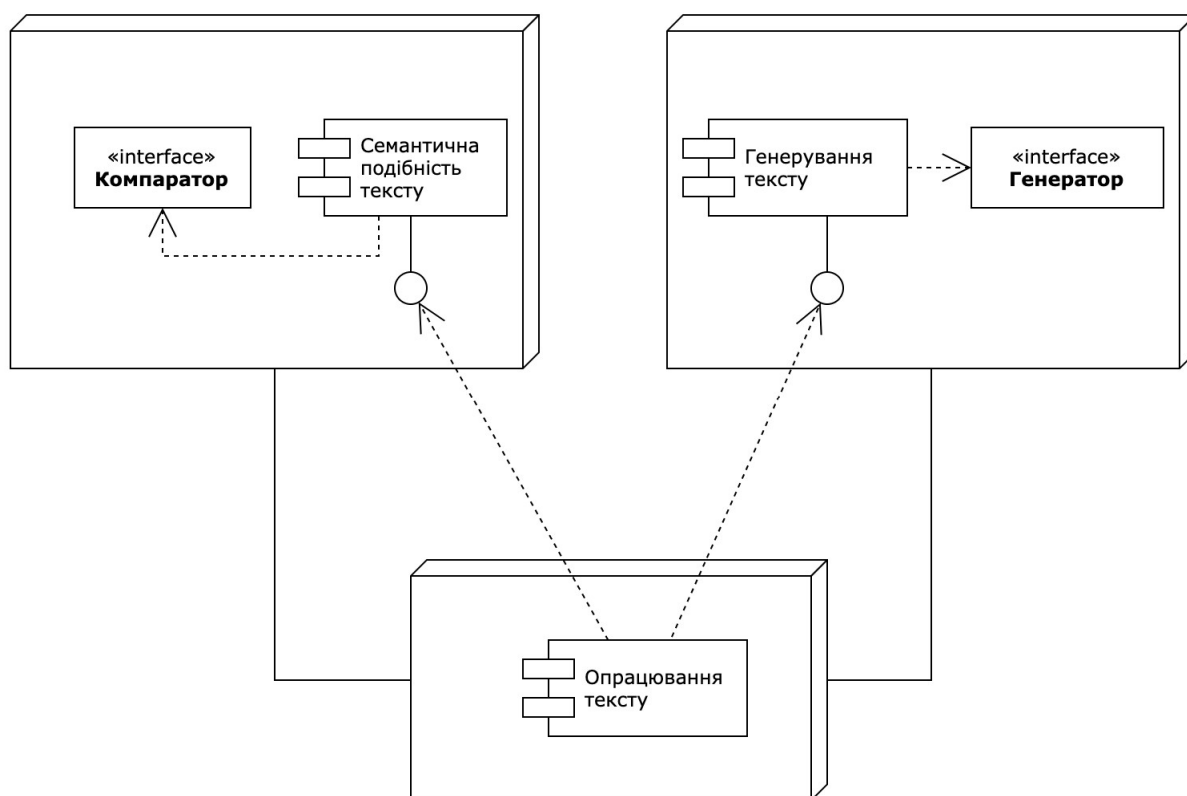 «interface»
Компаратор
Семантична
подібність
тексту
Генерування
тексту
«interface»
Генератор
Опрацювання
тексту